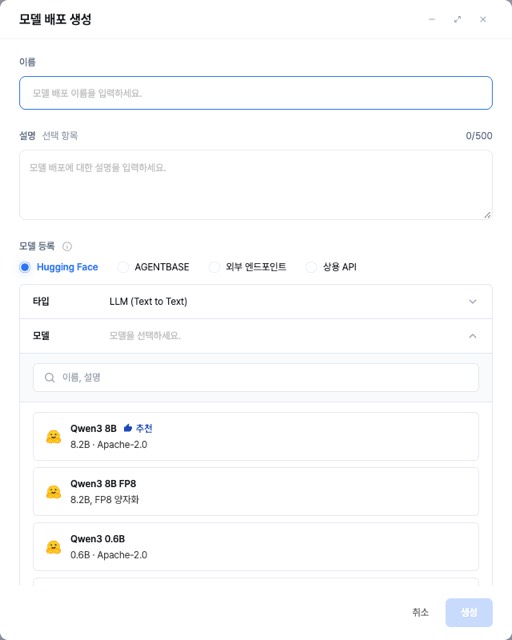 모델 배포 생성
이름
모델 배포 이름을 입력하세요.
설명 선택 항목 0/500
모델 배포에 대한 설명을 입력하세요.
모델 등록
Hugging Face AGENTBASE 외부 엔드포인트 상용 API
타입 LLM (Text to Text)
모델 모델을 선택하세요.
이름, 설명
Qwen3 8B 추천
8.2B · Apache-2.0
Qwen3 8B FP8
8.2B, FP8 양자화
Qwen3 0.6B
0.6B · Apache-2.0
취소 생성